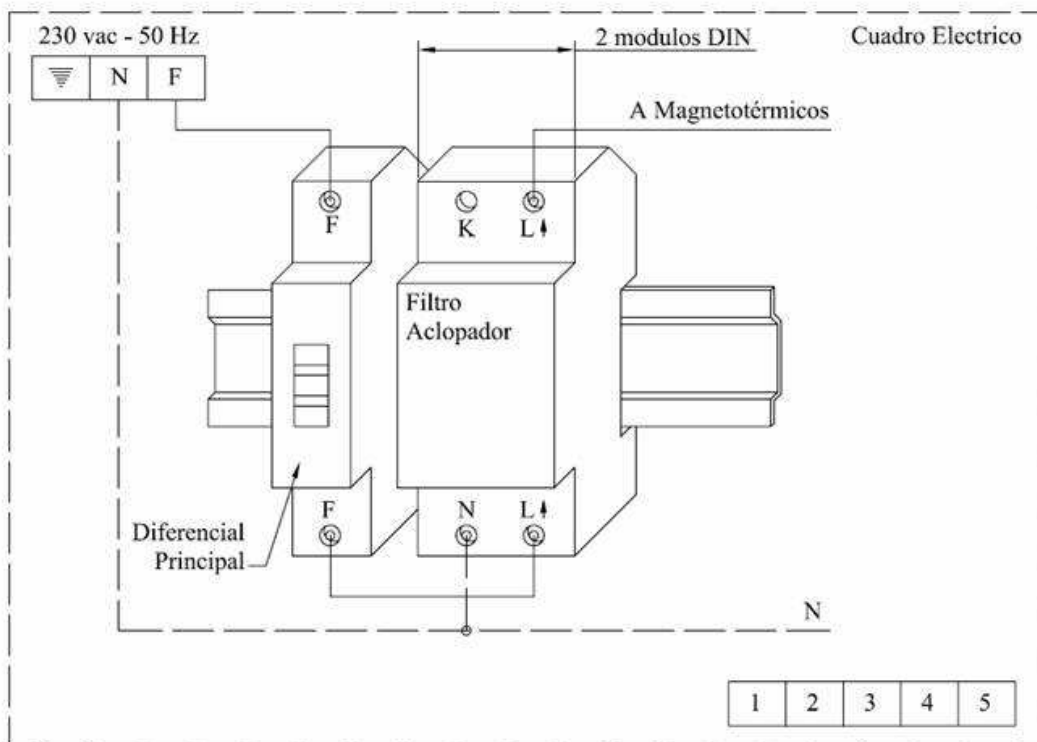 230 vac - 50 Hz
2 modulos DIN
Cuadro Electrico
N F
A Magnetotérmicos
F
K L
Filtro
Aclopador
F N L
Diferencial
Principal
N
1 2 3 4 5